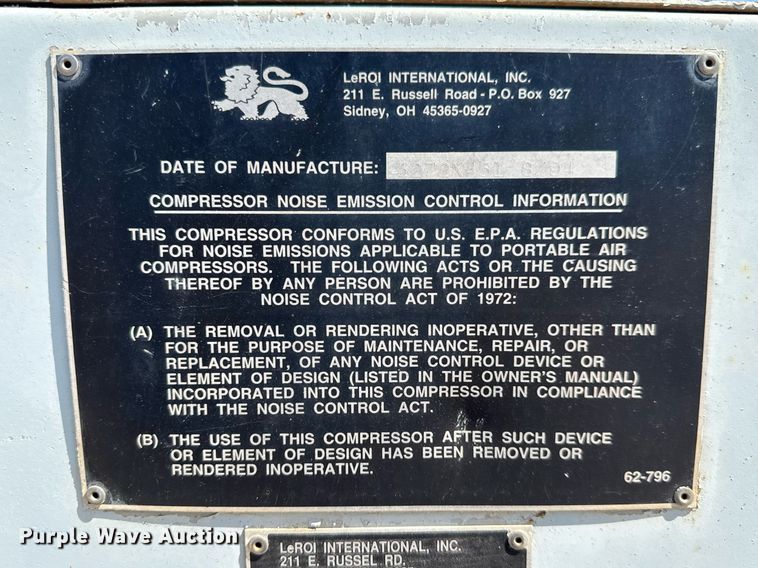 LeROI INTERNATIONAL, INC.
211 E. Russell Road - P.O. Box 927
Sidney, OH 45365-0927
DATE OF MANUFACTURE:
COMPRESSOR NOISE EMISSION CONTROL INFORMATION
THIS COMPRESSOR CONFORMS TO U.S. E.P.A. REGULATIONS
FOR NOISE EMISSIONS APPLICABLE TO PORTABLE AIR
COMPRESSORS. THE FOLLOWING ACTS OR THE CAUSING
THEREOF BY ANY PERSON ARE PROHIBITED BY THE
NOISE CONTROL ACT OF 1972:
(A) THE REMOVAL OR RENDERING INOPERATIVE, OTHER THAN
FOR THE PURPOSE OF MAINTENANCE, REPAIR, OR
REPLACEMENT, OF ANY NOISE CONTROL DEVICE OR
ELEMENT OF DESIGN (LISTED IN THE OWNER'S MANUAL)
INCORPORATED INTO THIS COMPRESSOR IN COMPLIANCE
WITH THE NOISE CONTROL ACT.
(B) THE USE OF THIS COMPRESSOR AFTER SUCH DEVICE
OR ELEMENT OF DESIGN HAS BEEN REMOVED OR
RENDERED INOPERATIVE.
62-796
Purple Wave Auction
LeROI INTERNATIONAL, INC.
211 E. RUSSEL RD.